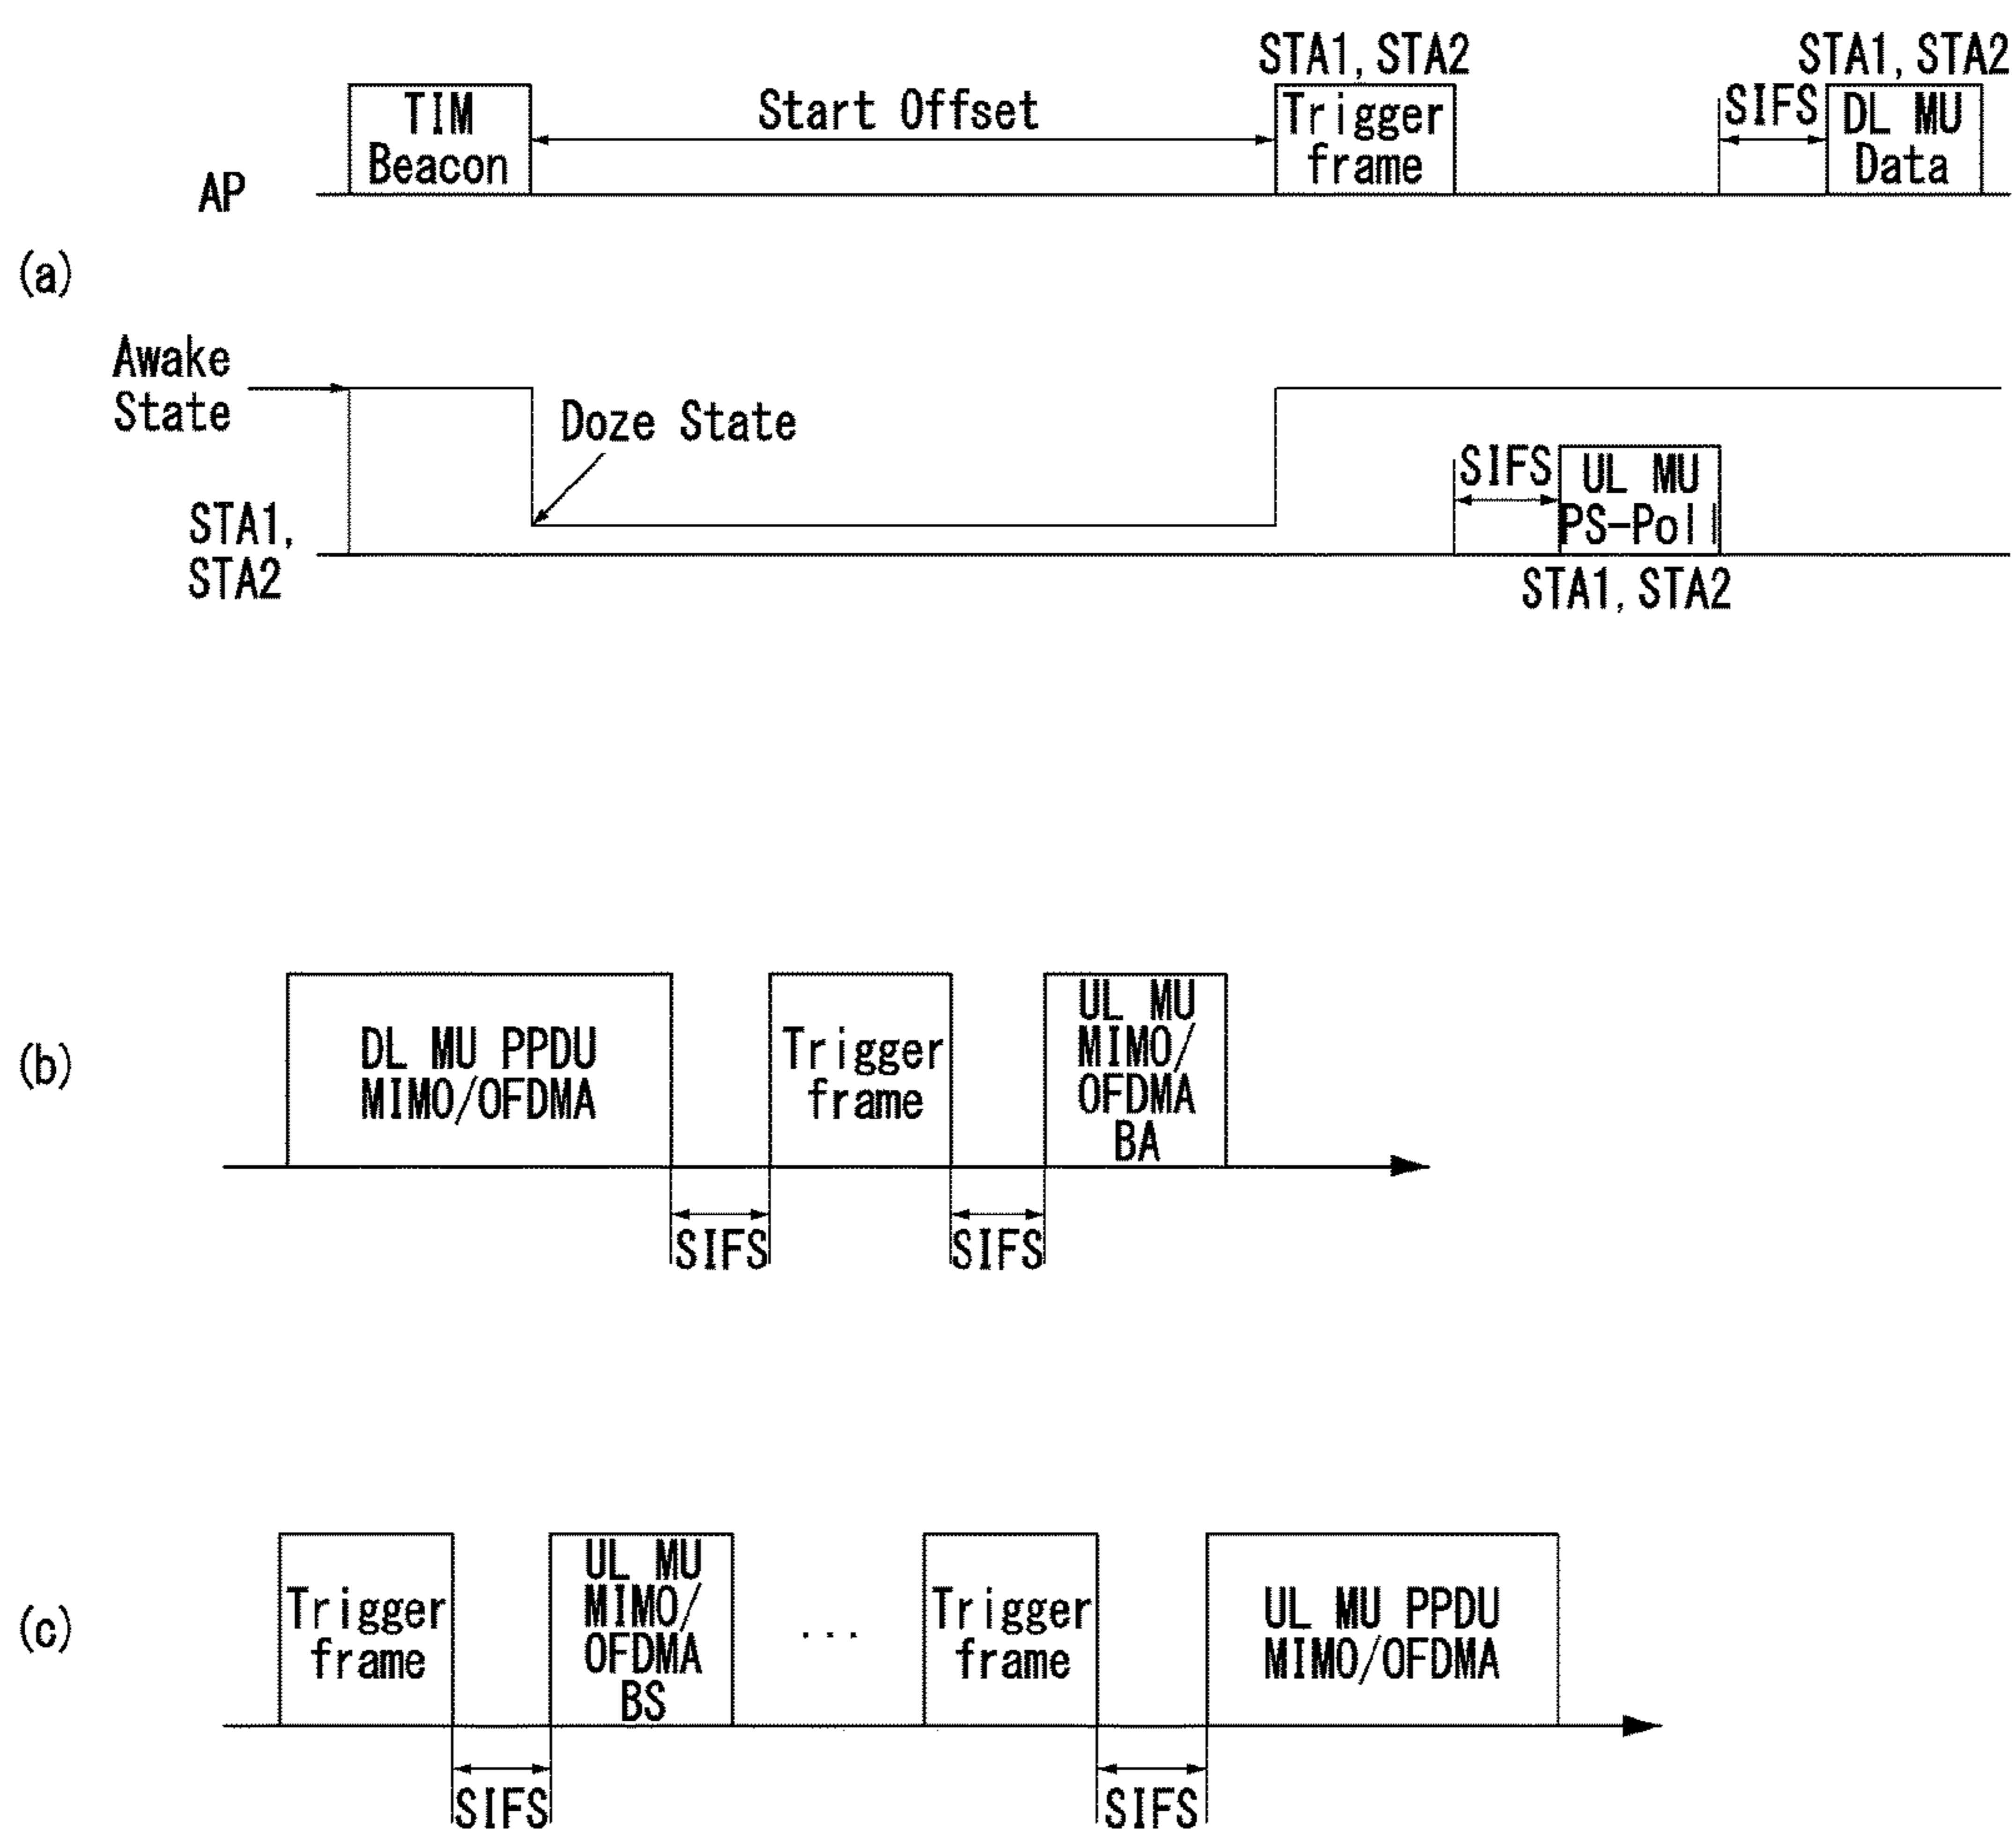 STA1, STA2
STA1, STA2
TIM
Beacon
Start Offset
Trigger
frame
SIFS
DL MU
Data
AP
(a)
Awake
State
Doze State
SIFS
UL MU
PS-Poll
STA1,
STA2
STA1, STA2
(b)
DL MU PPDU
MIMO/OFDMA
Trigger
frame
UL MU
MIMO/
OFDMA
BA
SIFS
SIFS
(c)
Trigger
frame
UL MU
MIMO/
OFDMA
BS
...
Trigger
frame
UL MU PPDU
MIMO/OFDMA
SIFS
SIFS